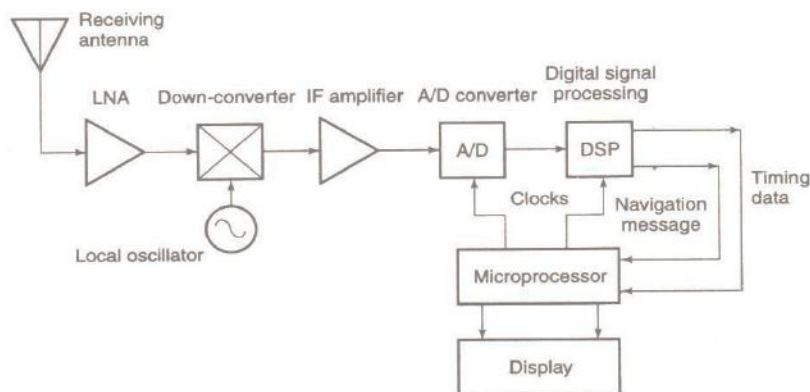 Receiving
antenna
LNA
Down-converter
IF amplifier
A/D converter
Digital signal
processing
A/D
DSP
Local oscillator
Clocks
Navigation
message
Timing
data
Microprocessor
Display